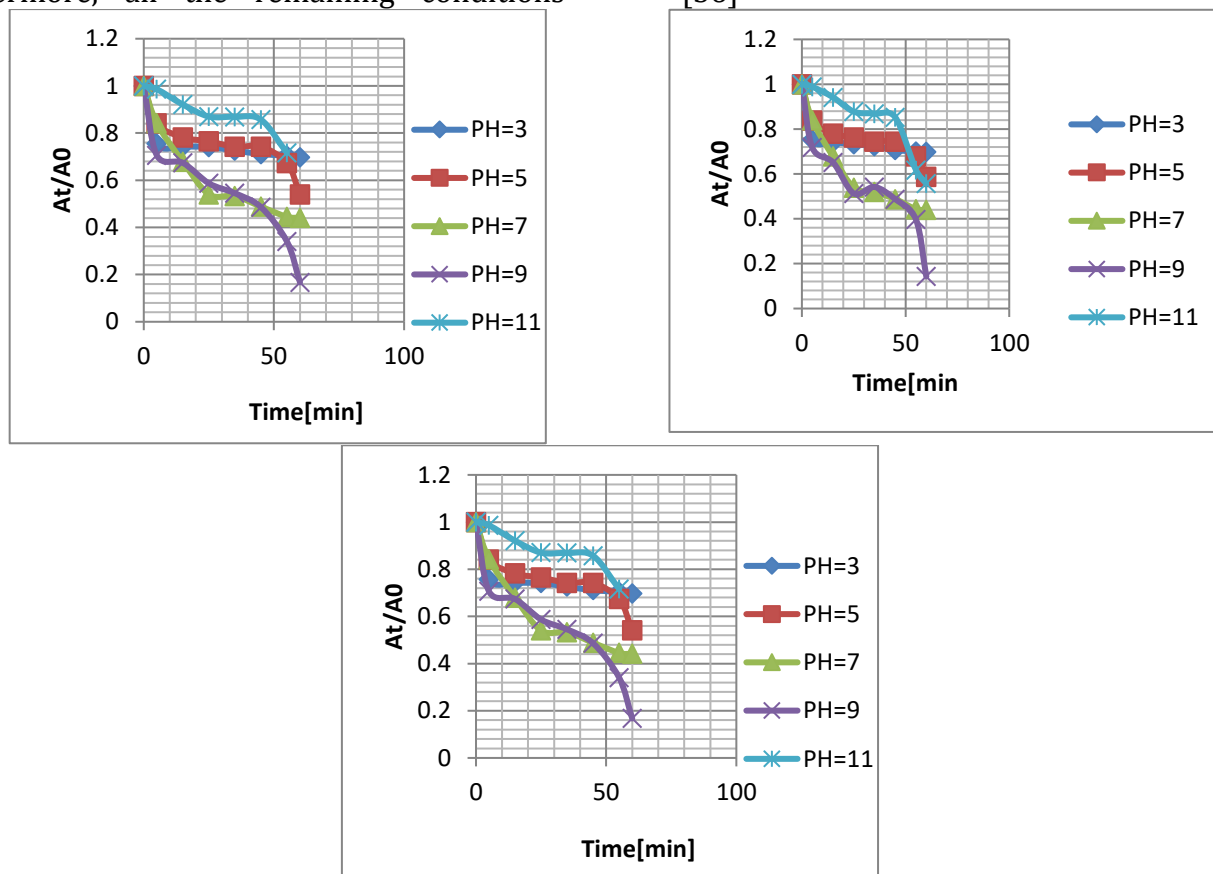 all the remaining conditions
1.2
1
0.8
0.6
0.4
0.2
0
At/A0
0 50 100
Time[min]
PH=3
PH=5
PH=7
PH=9
PH=11
1.2
1
0.8
0.6
0.4
0.2
0
At/A0
0 50 100
Time[min
PH=3
PH=5
PH=7
PH=9
PH=11
1.2
1
0.8
0.6
0.4
0.2
0
At/A0
0 50 100
Time[min]
PH=3
PH=5
PH=7
PH=9
PH=11